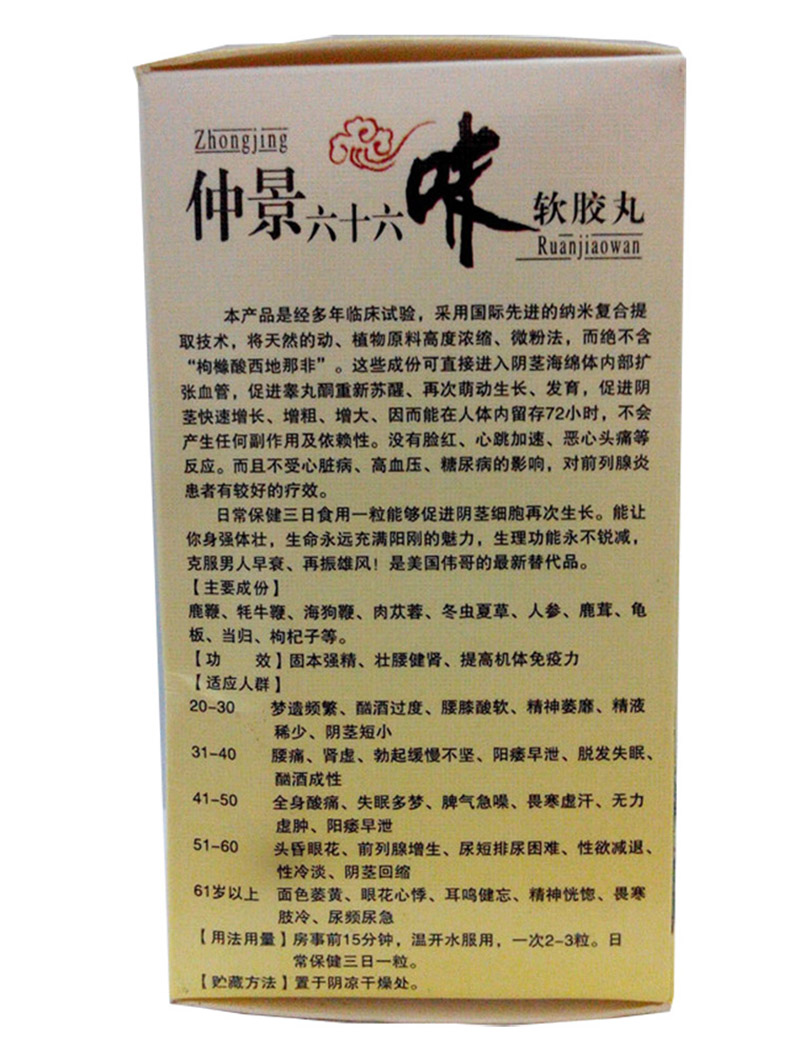 Zhongjing
仲景六十六味软胶丸
Ruanjiaowan
本产品是经多年临床试验，采用国际先进的纳米复合提
取技术，将天然的动、植物原料高度浓缩、微粉法，而绝不含
“枸橼酸西地那非”。这些成份可直接进入阴茎海绵体内部扩
张血管，促进睾丸酮重新苏醒、再次萌动生长、发育，促进阴
茎快速增长、增粗、增大、因而能在人体内留存72小时，不会
产生任何副作用及依赖性。没有脸红、心跳加速、恶心头痛等
反应。而且不受心脏病、高血压、糖尿病的影响，对前列腺炎
患者有较好的疗效。
日常保健三日食用一粒能够促进阴茎细胞再次生长。能让
你身强体壮，生命永远充满阳刚的魅力，生理功能永不锐减，
克服男人早衰、再振雄风！是美国伟哥的最新替代品。
【主要成份】
鹿鞭、牦牛鞭、海狗鞭、肉苁蓉、冬虫夏草、人参、鹿茸、龟
板、当归、枸杞子等。
【功 效】固本强精、壮腰健肾、提高机体免疫力
【适应人群】
20-30 梦遗频繁、酗酒过度、腰膝酸软、精神萎靡、精液
稀少、阴茎短小
31-40 腰痛、肾虚、勃起缓慢不坚、阳痿早泄、脱发失眠、
酗酒成性
41-50 全身酸痛、失眠多梦、脾气急噪、畏寒虚汗、无力
虚肿、阳痿早泄
51-60 头昏眼花、前列腺增生、尿短排尿困难、性欲减退、
性冷淡、阴茎回缩
61岁以上 面色萎黄、眼花心悸、耳鸣健忘、精神恍惚、畏寒
肢冷、尿频尿急
【用法用量】房事前15分钟，温开水服用，一次2-3粒。日
常保健三日一粒。
【贮藏方法】置于阴凉干燥处。